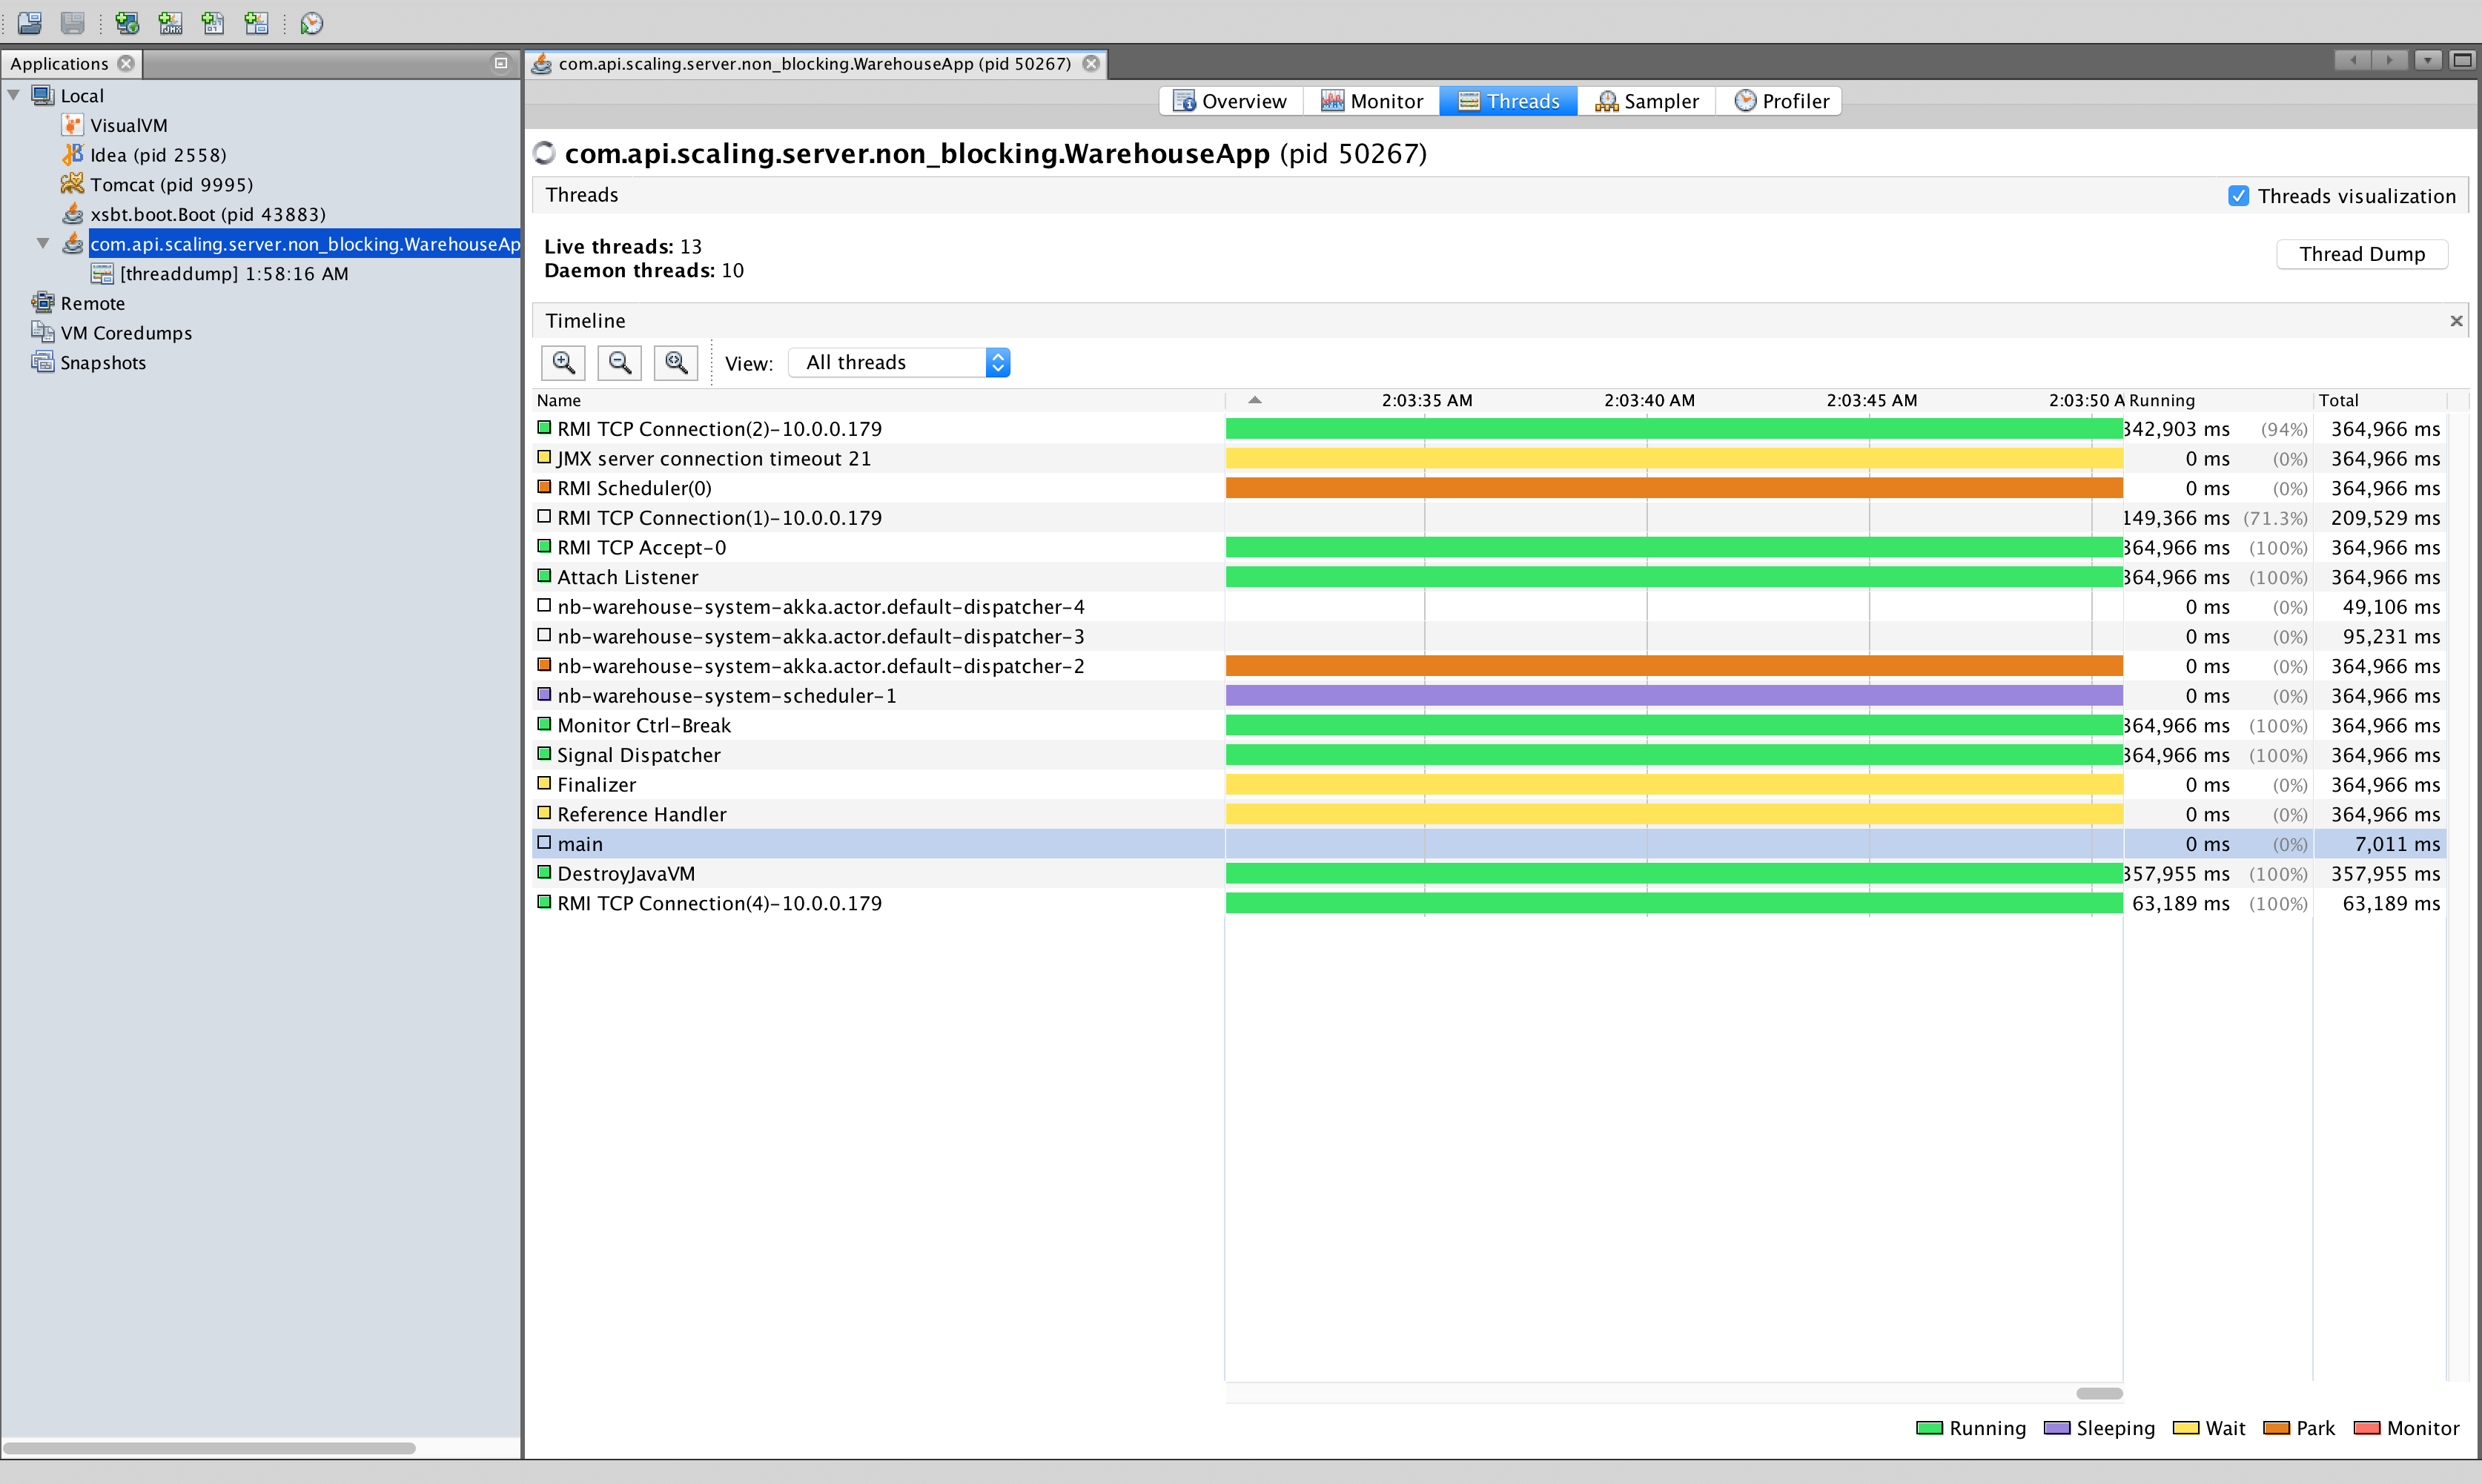 Applications
Local
VisualVM
Idea (pid 2558)
Tomcat (pid 9995)
xsbt.boot.Boot (pid 43883)
com.api.scaling.server.non_blocking.WarehouseAp
[threaddump] 1:58:16 AM
Remote
VM Coredumps
Snapshots
com.api.scaling.server.non_blocking.WarehouseApp (pid 50267)
Overview Monitor Threads Sampler Profiler
com.api.scaling.server.non_blocking.WarehouseApp (pid 50267)
Threads Threads visualization
Live threads: 13
Daemon threads: 10
Thread Dump
Timeline
View: All threads
Name 2:03:35 AM 2:03:40 AM 2:03:45 AM 2:03:50 A Running Total
RMI TCP Connection(2)-10.0.0.179 342,903 ms (94%) 364,966 ms
JMX server connection timeout 21 0 ms (0%) 364,966 ms
RMI Scheduler(0) 0 ms (0%) 364,966 ms
RMI TCP Connection(1)-10.0.0.179 149,366 ms (71.3%) 209,529 ms
RMI TCP Accept-0 364,966 ms (100%) 364,966 ms
Attach Listener 364,966 ms (100%) 364,966 ms
nb-warehouse-system-akka.actor.default-dispatcher-4 0 ms (0%) 49,106 ms
nb-warehouse-system-akka.actor.default-dispatcher-3 0 ms (0%) 95,231 ms
nb-warehouse-system-akka.actor.default-dispatcher-2 0 ms (0%) 364,966 ms
nb-warehouse-system-scheduler-1 0 ms (0%) 364,966 ms
Monitor Ctrl-Break 364,966 ms (100%) 364,966 ms
Signal Dispatcher 364,966 ms (100%) 364,966 ms
Finalizer 0 ms (0%) 364,966 ms
Reference Handler 0 ms (0%) 364,966 ms
main 0 ms (0%) 7,011 ms
DestroyJavaVM 357,955 ms (100%) 357,955 ms
RMI TCP Connection(4)-10.0.0.179 63,189 ms (100%) 63,189 ms
Running Sleeping Wait Park Monitor